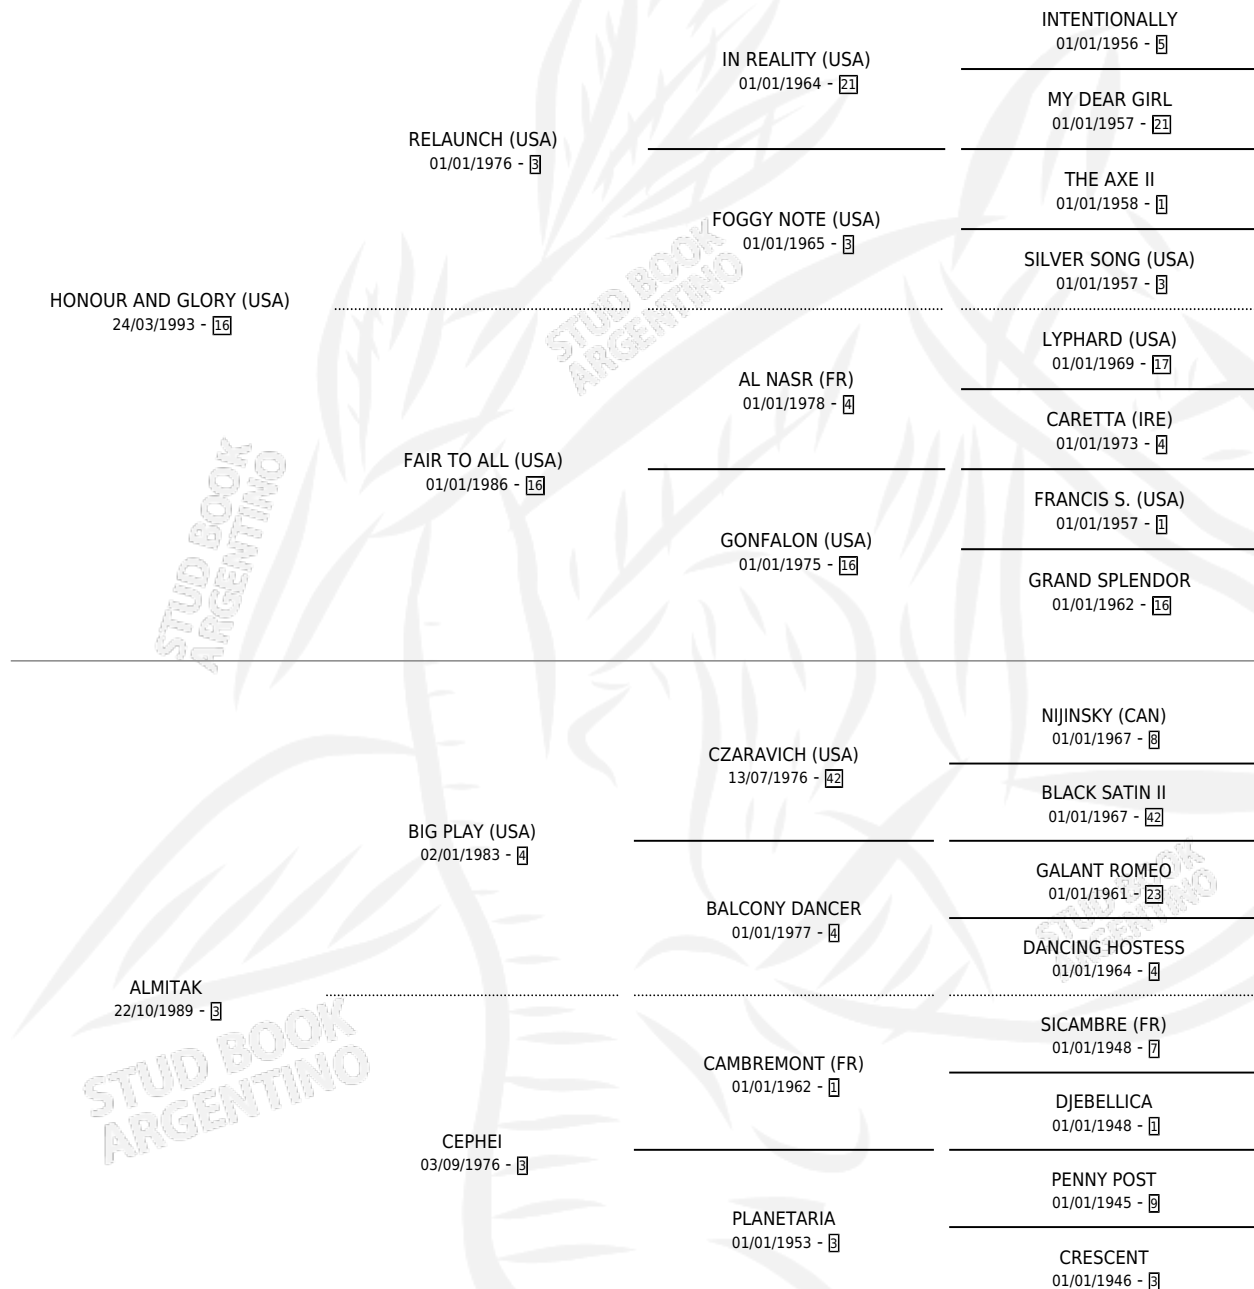 INTENTIONALLY
01/01/1956 - 5
IN REALITY (USA)
01/01/1964 - 21
MY DEAR GIRL
01/01/1957 - 21
RELAUNCH (USA)
01/01/1976 - 3
THE AXE II
01/01/1958 - 1
FOGGY NOTE (USA)
01/01/1965 - 3
SILVER SONG (USA)
01/01/1957 - 3
HONOUR AND GLORY (USA)
24/03/1993 - 16
LYPHARD (USA)
01/01/1969 - 17
AL NASR (FR)
01/01/1978 - 4
CARETTA (IRE)
01/01/1973 - 4
FAIR TO ALL (USA)
01/01/1986 - 16
FRANCIS S. (USA)
01/01/1957 - 1
GONFALON (USA)
01/01/1975 - 16
GRAND SPLENDOR
01/01/1962 - 16
NIJINSKY (CAN)
01/01/1967 - 8
CZARAVICH (USA)
13/07/1976 - 42
BLACK SATIN II
01/01/1967 - 42
BIG PLAY (USA)
02/01/1983 - 4
GALANT ROMEO
01/01/1961 - 23
BALCONY DANCER
01/01/1977 - 4
DANCING HOSTESS
01/01/1964 - 4
ALMITAK
22/10/1989 - 3
SICAMBRE (FR)
01/01/1948 - 7
CAMBREMONT (FR)
01/01/1962 - 1
DJEBELLICA
01/01/1948 - 1
CEPHEI
03/09/1976 - 3
PENNY POST
01/01/1945 - 9
PLANETARIA
01/01/1953 - 3
CRESCENT
01/01/1946 - 3
STUD BOOK
ARGENTINO
STUD BOOK
ARGENTINO
STUD BOOK
ARGENTINO
STUD BOOK
ARGENTINO